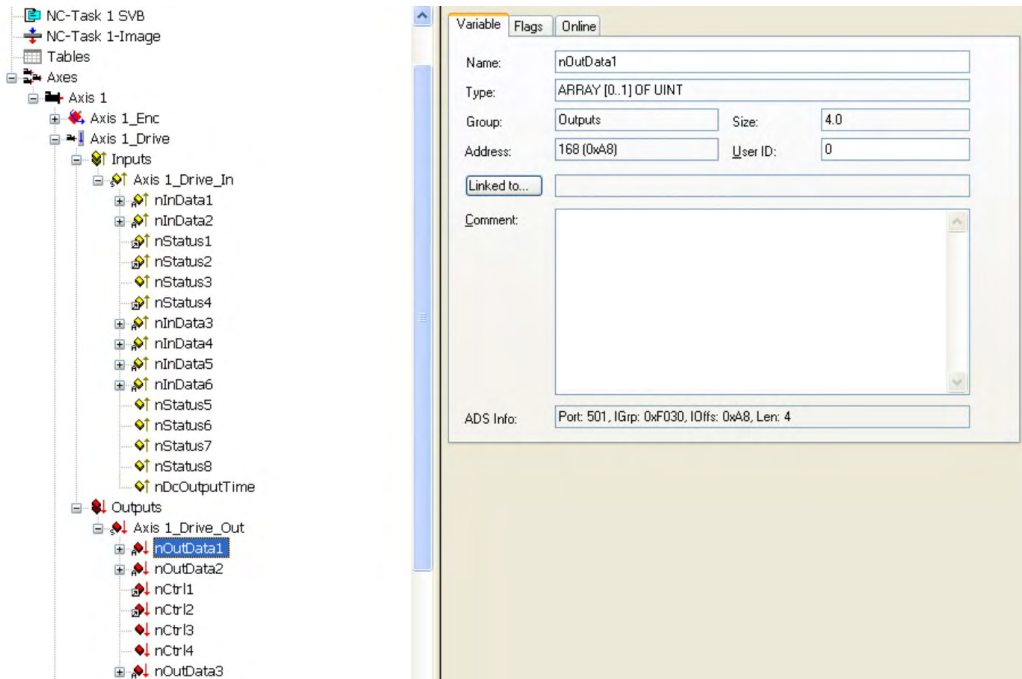 NC-Task 1 SVB
NC-Task 1-Image
Tables
Axes
Axis 1
Axis 1_Enc
Axis 1_Drive
Inputs
Axis 1_Drive_In
nInData1
nInData2
nStatus1
nStatus2
nStatus3
nStatus4
nInData3
nInData4
nInData5
nInData6
nStatus5
nStatus6
nStatus7
nStatus8
nDcOutputTime
Outputs
Axis 1_Drive_Out
nOutData1
nOutData2
nCtrl1
nCtrl2
nCtrl3
nCtrl4
nOutData3
Variable Flags Online
Name: nOutData1
Type: ARRAY [0..1] OF UINT
Group: Outputs Size: 4.0
Address: 168 (0xA8) User ID: 0
Linked to...
Comment:
ADS Info: Port: 501, IGrp: 0xF030, IOffs: 0xA8, Len: 4